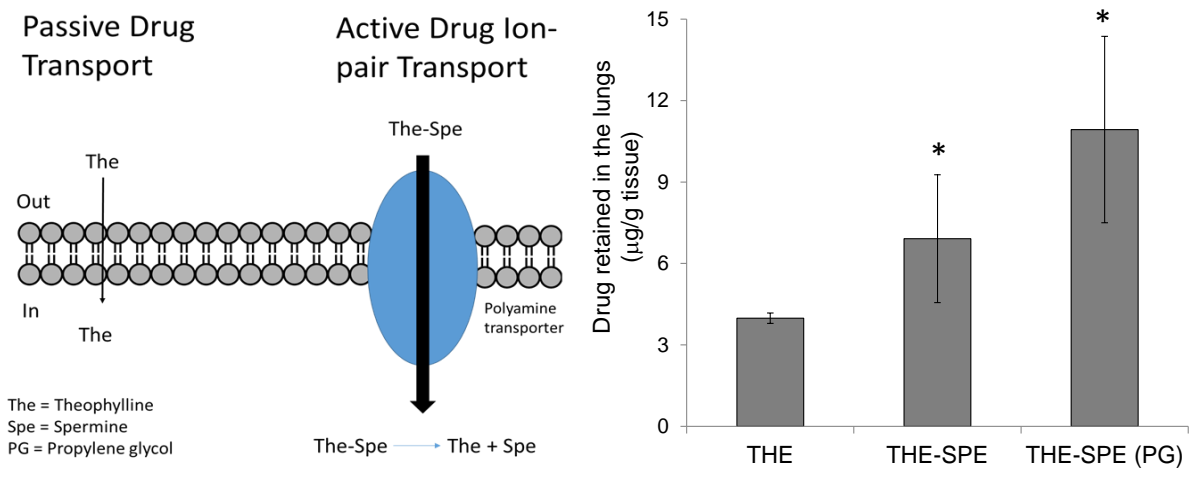 Passive Drug
Transport
Active Drug Ion-
pair Transport
The-Spe
The
Out
In
The
Polyamine
transporter
The = Theophylline
Spe = Spermine
PG = Propylene glycol
The-Spe The + Spe
Drug retained in the lungs
(µg/g tissue)
15
12
9
6
3
0
*
*
THE
THE-SPE
THE-SPE (PG)